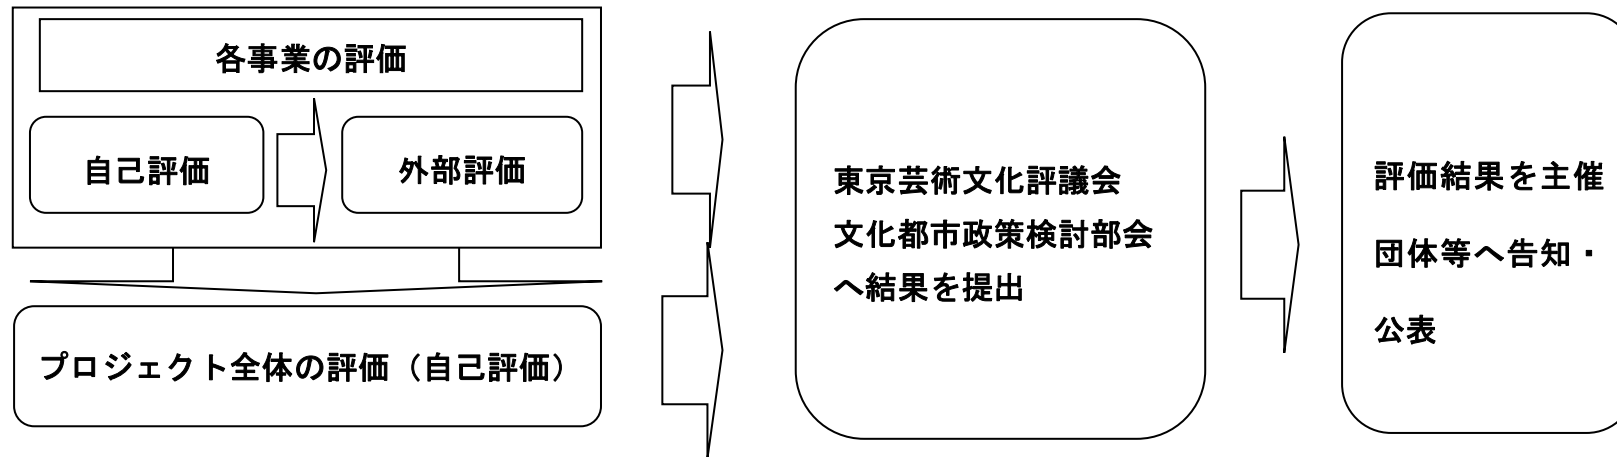 各事業の評価
自己評価
外部評価
プロジェクト全体の評価（自己評価）
東京芸術文化評議会
文化都市政策検討部会
へ結果を提出
評価結果を主催
団体等へ告知・
公表